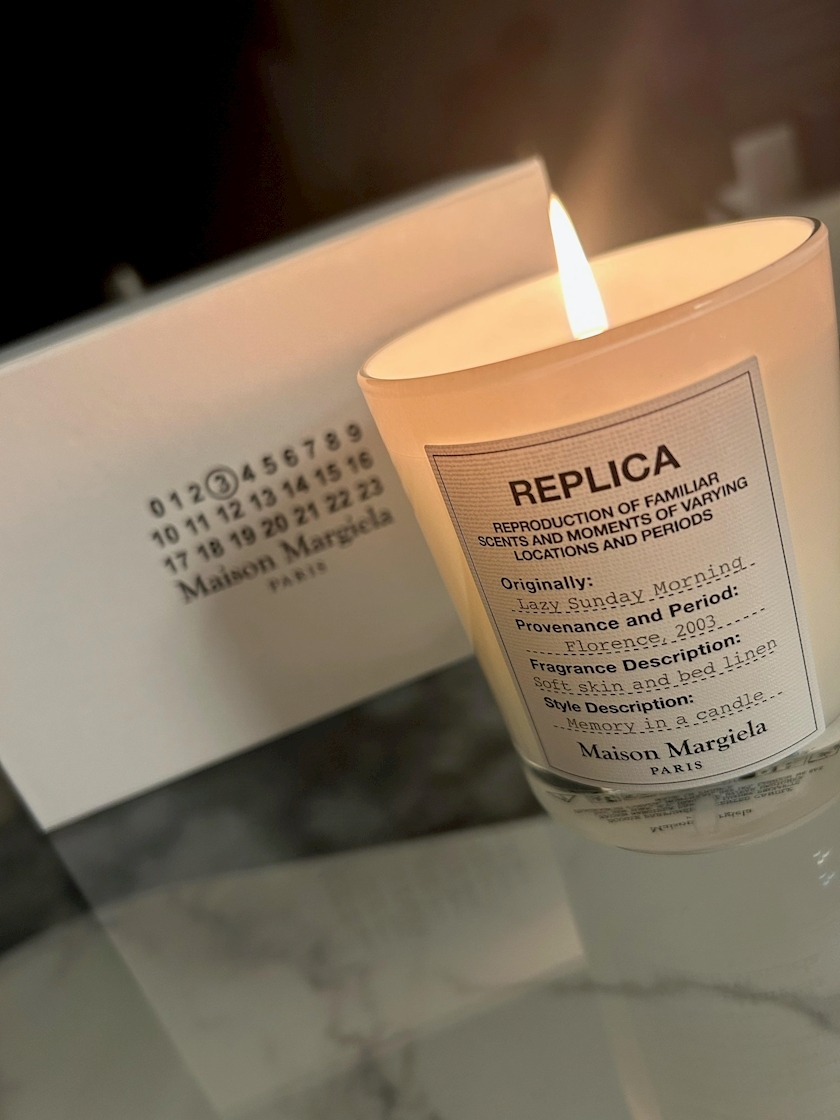 0 1 2 3 4 5 6 7 8 9
10 11 12 13 14 15 16
17 18 19 20 21 22 23
Maison Margiela
PARIS
REPLICA
REPRODUCTION OF FAMILIAR
SCENTS AND MOMENTS OF VARYING
LOCATIONS AND PERIODS
Originally:
Lazy Sunday Morning
Provenance and Period:
Florence, 2003
Fragrance Description:
Soft skin and bed linen
Style Description:
Memory in a candle
Maison Margiela
PARIS